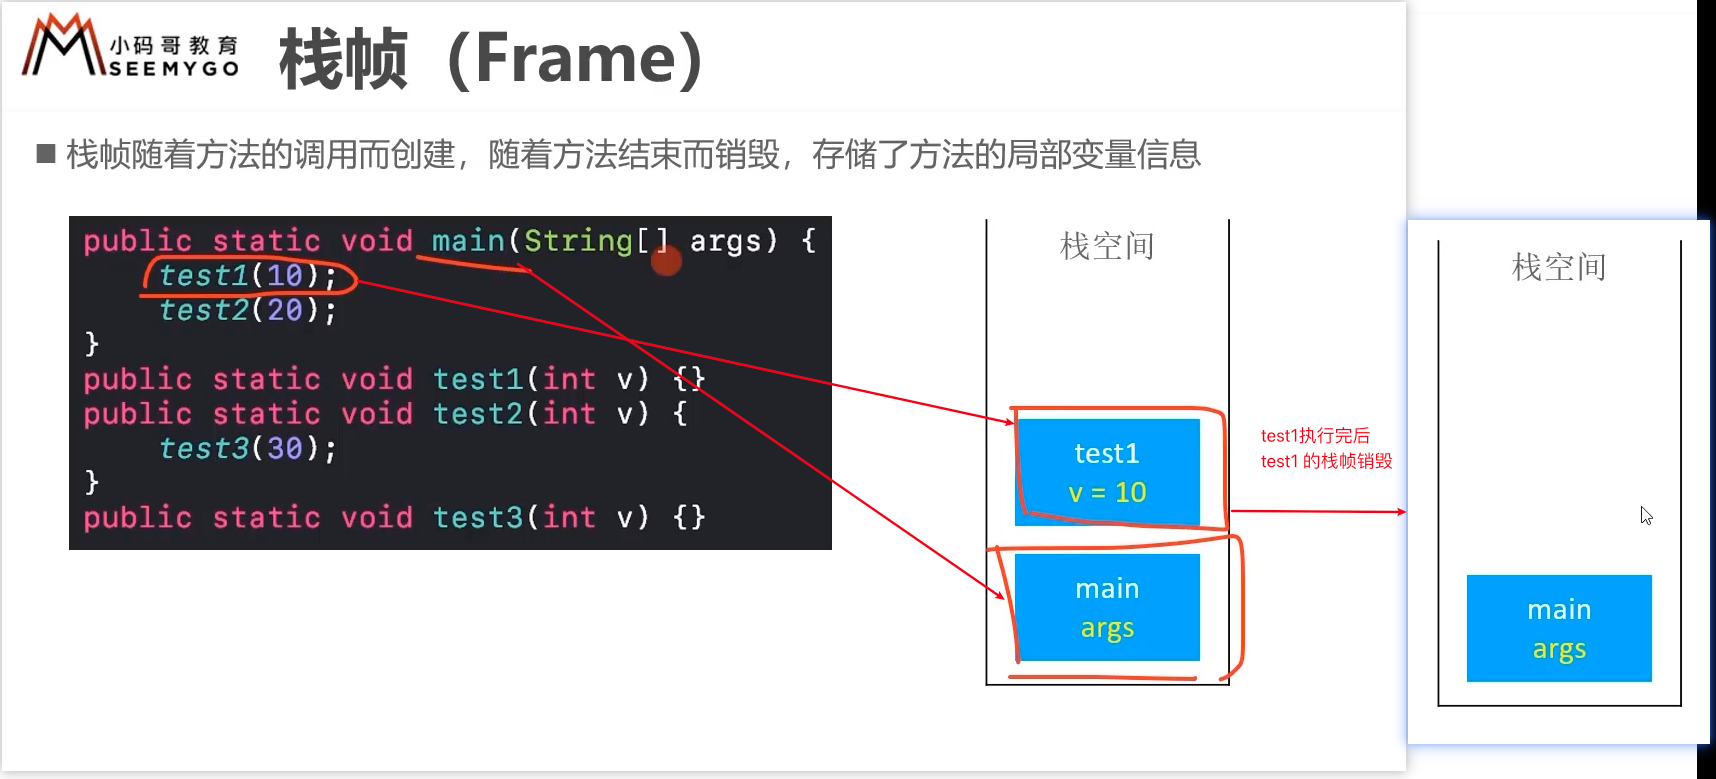 小码哥教育
SEEMYGO
栈帧（Frame）
■ 栈帧随着方法的调用而创建，随着方法结束而销毁，存储了方法的局部变量信息
public static void main(String[] args) {
    test1(10);
    test2(20);
}
public static void test1(int v) {}
public static void test2(int v) {
    test3(30);
}
public static void test3(int v) {}
栈空间
test1
v = 10
main
args
test1执行完后
test1 的栈帧销毁
栈空间
main
args